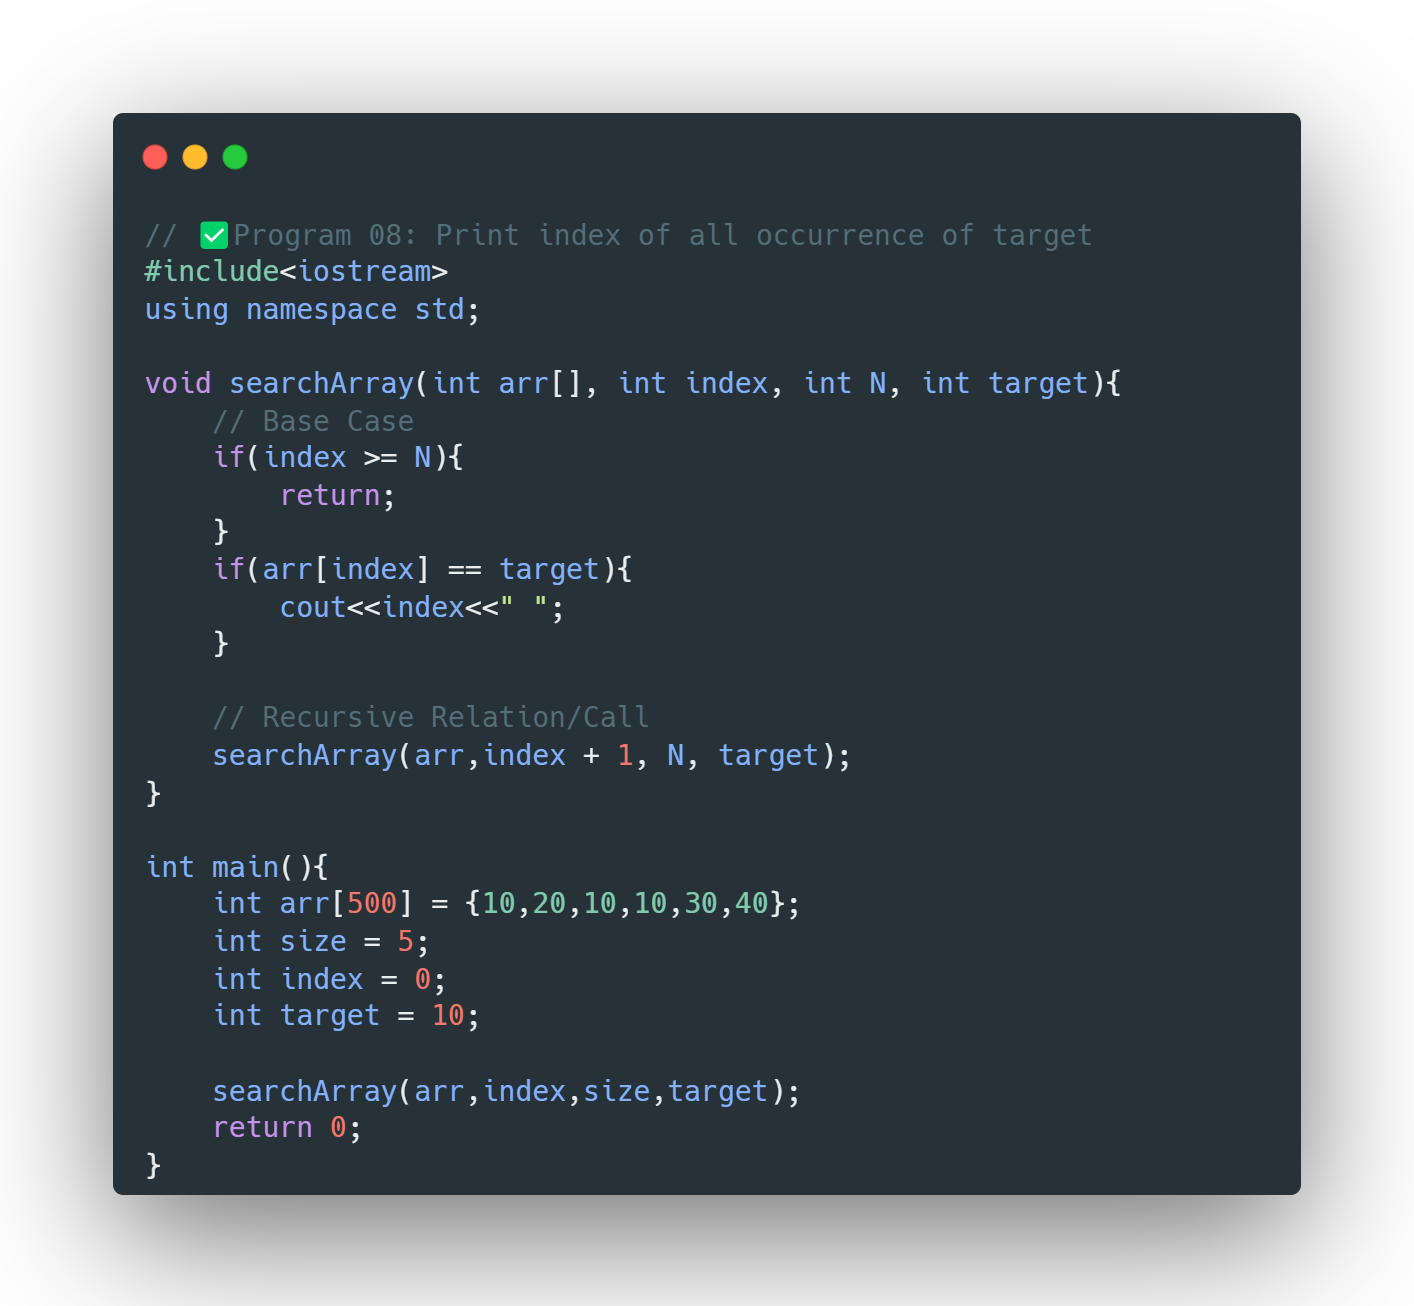 // ✅Program 08: Print index of all occurrence of target
#include<iostream>
using namespace std;

void searchArray(int arr[], int index, int N, int target){
    // Base Case
    if(index >= N){
        return;
    }
    if(arr[index] == target){
        cout<<index<<" ";
    }

    // Recursive Relation/Call
    searchArray(arr,index + 1, N, target);
}

int main(){
    int arr[500] = {10,20,10,10,30,40};
    int size = 5;
    int index = 0;
    int target = 10;

    searchArray(arr,index,size,target);
    return 0;
}